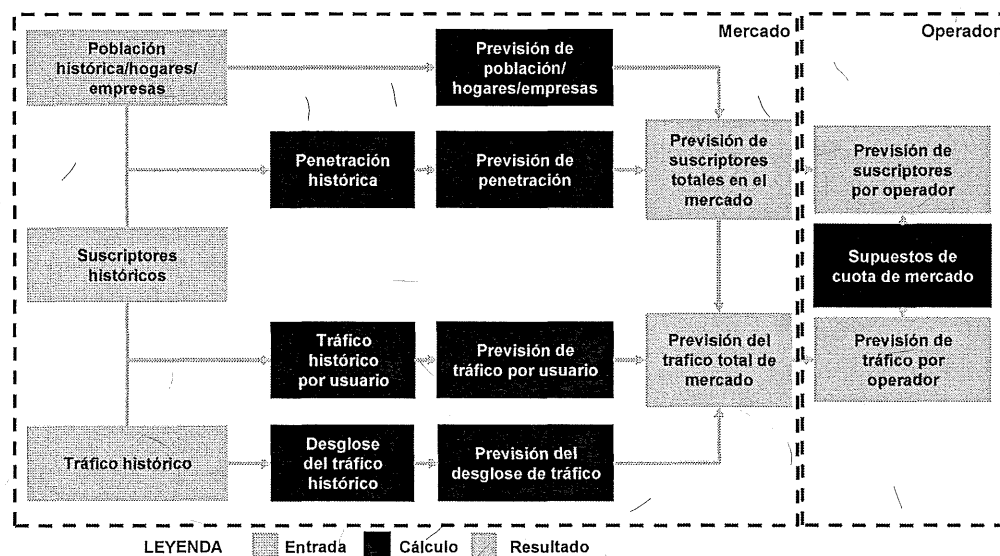 Mercado
Operador
Población
histórica/hogares/
empresas
Previsión de
población/
hogares/empresas
Penetración
histórica
Previsión de
penetración
Previsión de
suscriptores
totales en el
mercado
Previsión de
suscriptores
por operador
Suscriptores
históricos
Supuestos de
cuota de mercado
Tráfico
histórico
por usuario
Previsión de
tráfico por usuario
Previsión del
trafico total de
mercado
Previsión de
tráfico por
operador
Tráfico histórico
Desglose
del tráfico
histórico
Previsión del
desglose de tráfico
LEYENDA
Entrada
Cálculo
Resultado